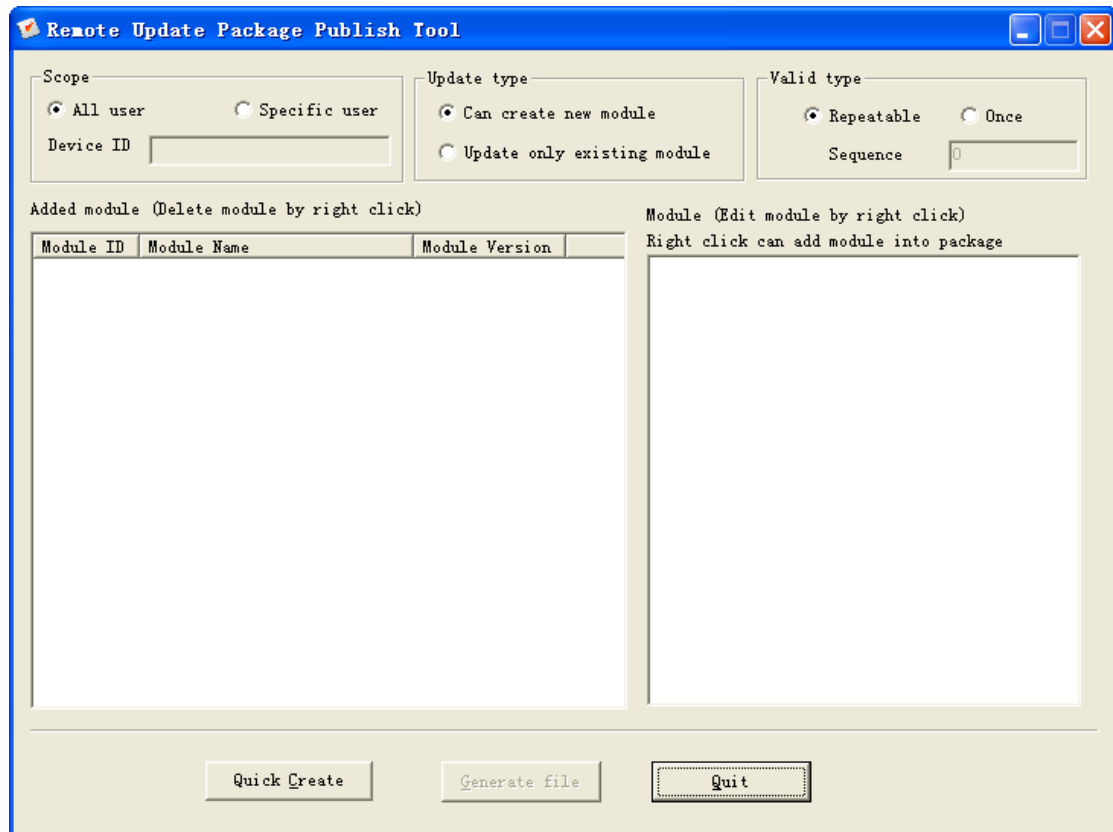 Remote Update Package Publish Tool
Scope
All user
Specific user
Device ID
Update type
Can create new module
Update only existing module
Valid type
Repeatable
Once
Sequence
0
Added module (Delete module by right click)
Module ID
Module Name
Module Version
Module (Edit module by right click)
Right click can add module into package
Quick Create
Generate file
Quit